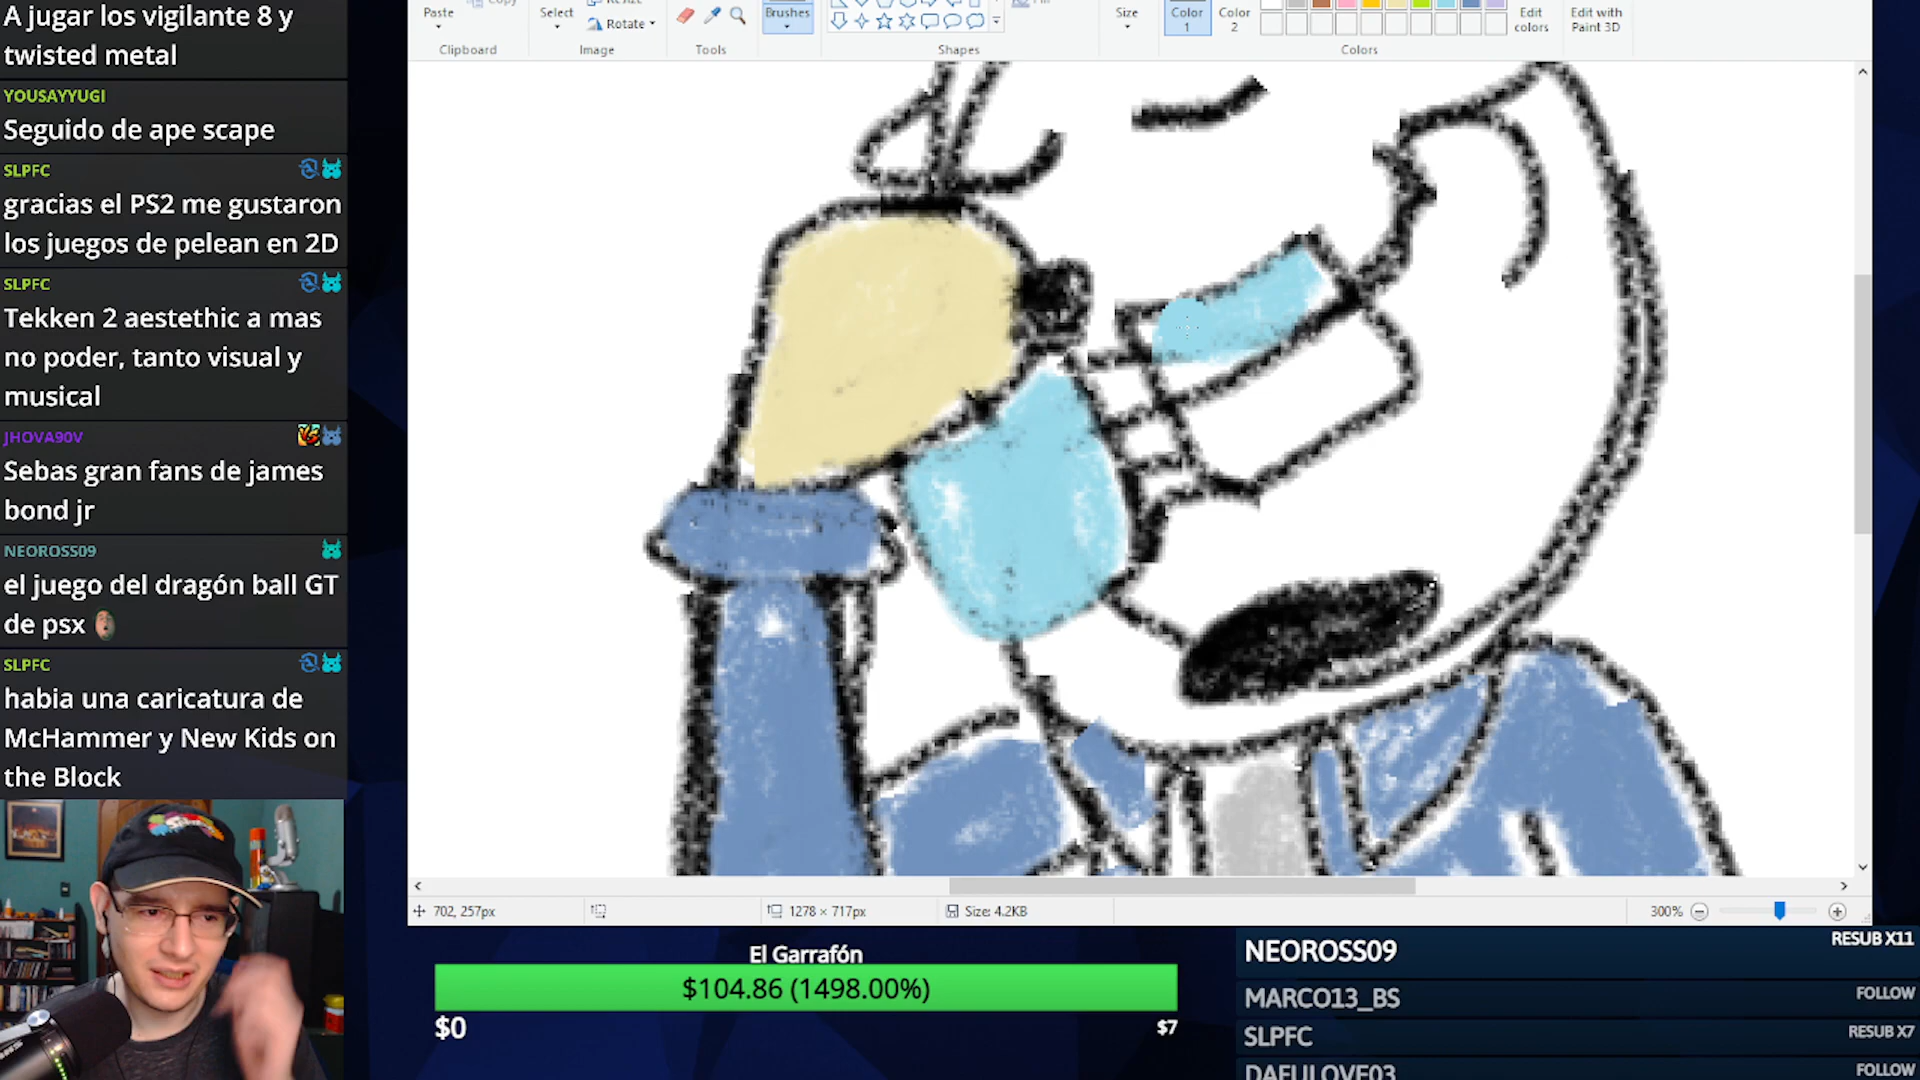 A jugar los vigilante 8 y
twisted metal
YOUSAYYUGI
Seguido de ape scape
SLPFC
gracias el PS2 me gustaron
los juegos de pelean en 2D
SLPFC
Tekken 2 aestethic a mas
no poder, tanto visual y
musical
JHOVA90V
Sebas gran fans de james
bond jr
NEOROSS09
el juego del dragón ball GT
de psx
SLPFC
habia una caricatura de
McHammer y New Kids on
the Block
Paste
Copy
Select
Rotate
Brushes
Size
Color
1
Color
2
Edit
colors
Edit with
Paint 3D
Clipboard
Image
Tools
Shapes
Colors
702, 257px
1278 × 717px
Size: 4.2KB
300%
El Garrafón
$104.86 (1498.00%)
$0
$7
NEOROSS09
RESUB X11
MARCO13_BS
FOLLOW
SLPFC
RESUB X7
DAFULOVE03
FOLLOW